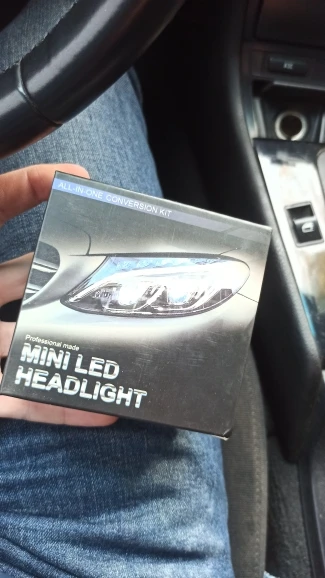 ALL-IN-ONE CONVERSION KIT
Professional made
MINI LED
HEADLIGHT